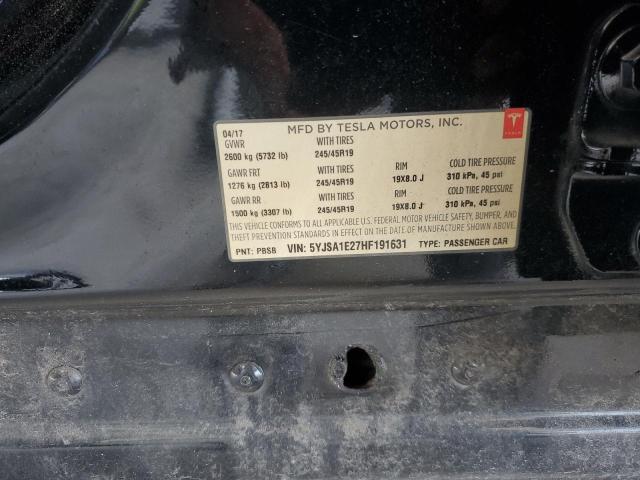 04/17 MFD BY TESLA MOTORS, INC.
GVWR WITH TIRES
2600 kg (5732 lb) 245/45R19
GAWR FRT WITH TIRES RIM COLD TIRE PRESSURE
1276 kg (2813 lb) 245/45R19 19X8.0 J 310 kPa, 45 psi
GAWR RR WITH TIRES RIM COLD TIRE PRESSURE
1500 kg (3307 lb) 245/45R19 19X8.0 J 310 kPa, 45 psi
THIS VEHICLE CONFORMS TO ALL APPLICABLE U.S. FEDERAL MOTOR VEHICLE SAFETY, BUMPER, AND
THEFT PREVENTION STANDARDS IN EFFECT ON THE DATE OF MANUFACTURE SHOWN ABOVE.
PNT: PBSB VIN: 5YJSA1E27HF191631 TYPE: PASSENGER CAR
TESLA